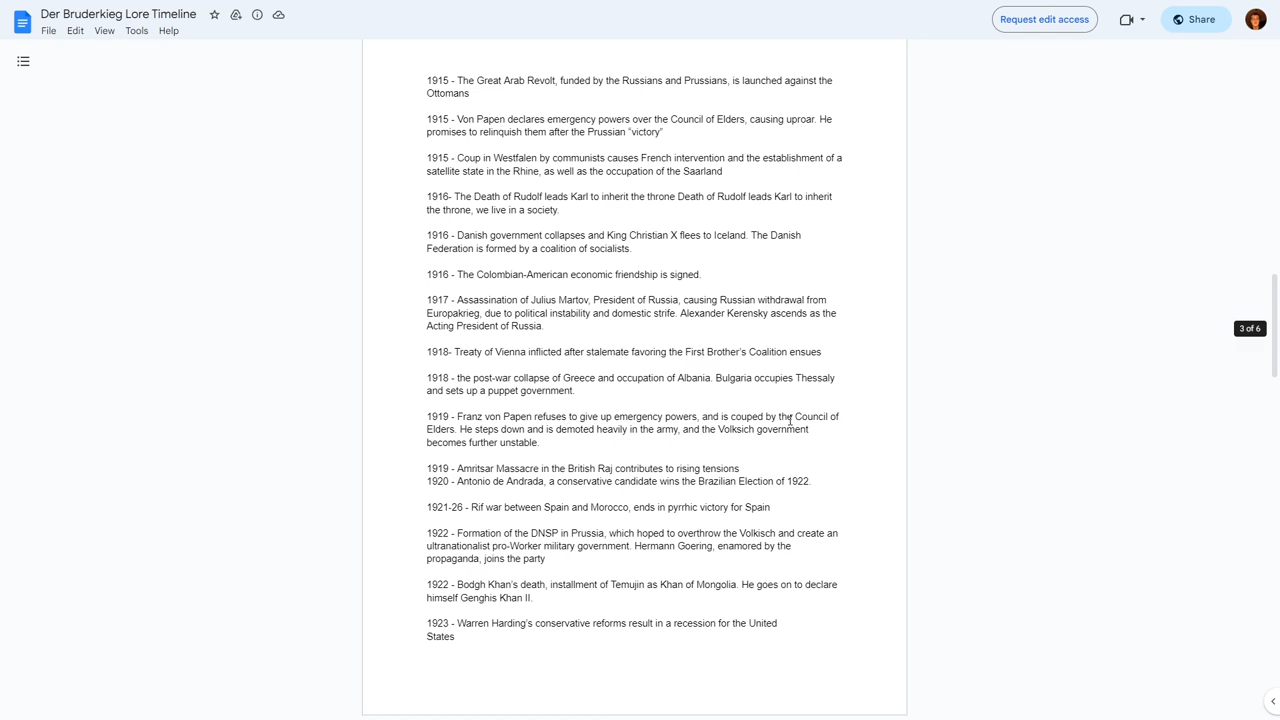 Der Bruderkieg Lore Timeline
File Edit View Tools Help
Request edit access
Share
1915 - The Great Arab Revolt, funded by the Russians and Prussians, is launched against the
Ottomans
1915 - Von Papen declares emergency powers over the Council of Elders, causing uproar. He
promises to relinquish them after the Prussian “victory”
1915 - Coup in Westfalen by communists causes French intervention and the establishment of a
satellite state in the Rhine, as well as the occupation of the Saarland
1916- The Death of Rudolf leads Karl to inherit the throne Death of Rudolf leads Karl to inherit
the throne, we live in a society.
1916 - Danish government collapses and King Christian X flees to Iceland. The Danish
Federation is formed by a coalition of socialists.
1916 - The Colombian-American economic friendship is signed.
1917 - Assassination of Julius Martov, President of Russia, causing Russian withdrawal from
Europakrieg, due to political instability and domestic strife. Alexander Kerensky ascends as the
Acting President of Russia.
1918- Treaty of Vienna inflicted after stalemate favoring the First Brother’s Coalition ensues
1918 - the post-war collapse of Greece and occupation of Albania. Bulgaria occupies Thessaly
and sets up a puppet government.
1919 - Franz von Papen refuses to give up emergency powers, and is couped by the Council of
Elders. He steps down and is demoted heavily in the army, and the Volksich government
becomes further unstable.
1919 - Amritsar Massacre in the British Raj contributes to rising tensions
1920 - Antonio de Andrada, a conservative candidate wins the Brazilian Election of 1922.
1921-26 - Rif war between Spain and Morocco, ends in pyrrhic victory for Spain
1922 - Formation of the DNSP in Prussia, which hoped to overthrow the Volkisch and create an
ultranationalist pro-Worker military government. Hermann Goering, enamored by the
propaganda, joins the party
1922 - Bodgh Khan’s death, installment of Temujin as Khan of Mongolia. He goes on to declare
himself Genghis Khan II.
1923 - Warren Harding’s conservative reforms result in a recession for the United
States
3 of 6